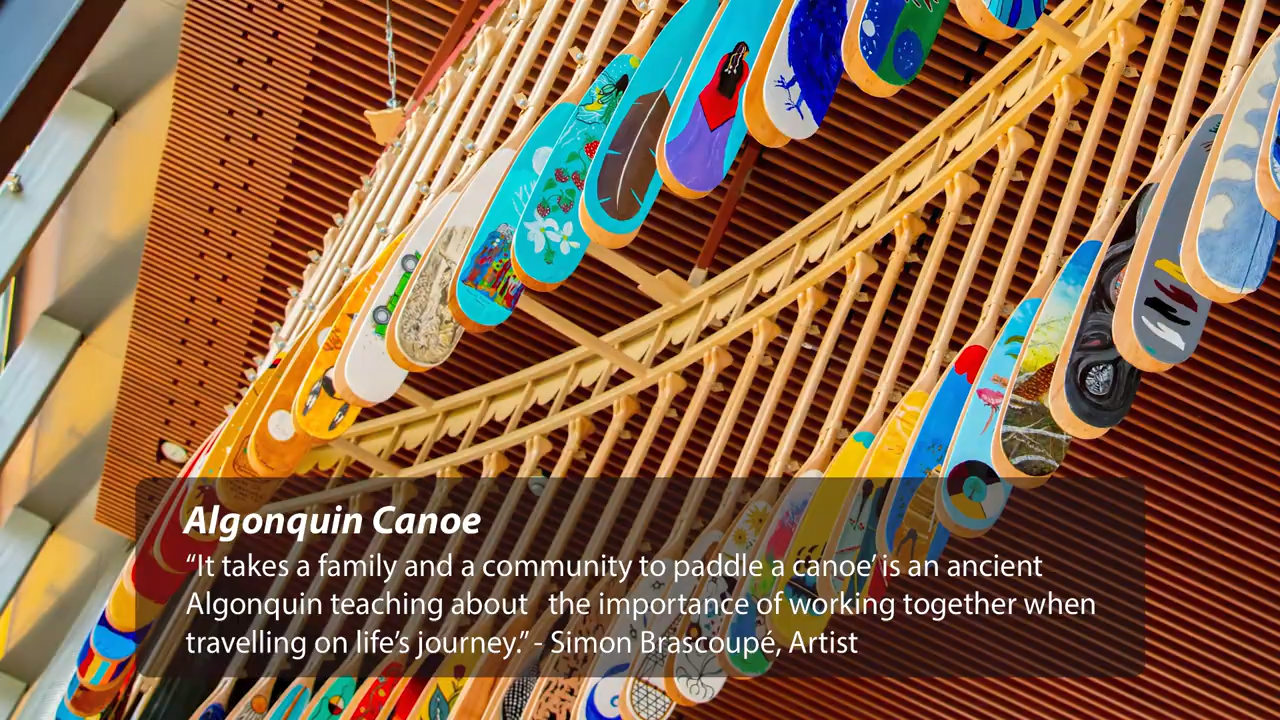 Algonquin Canoe
“It takes a family and a community to paddle a canoe’ is an ancient
Algonquin teaching about   the importance of working together when
travelling on life’s journey.” - Simon Brascoupé, Artist